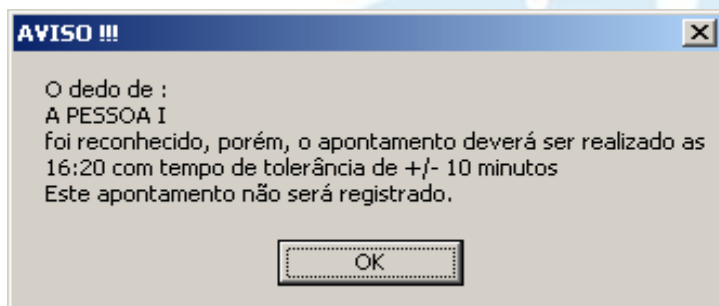 AVISO !!!
O dedo de :
A PESSOA I
foi reconhecido, porém, o apontamento deverá ser realizado as
16:20 com tempo de tolerância de +/- 10 minutos
Este apontamento não será registrado.
OK